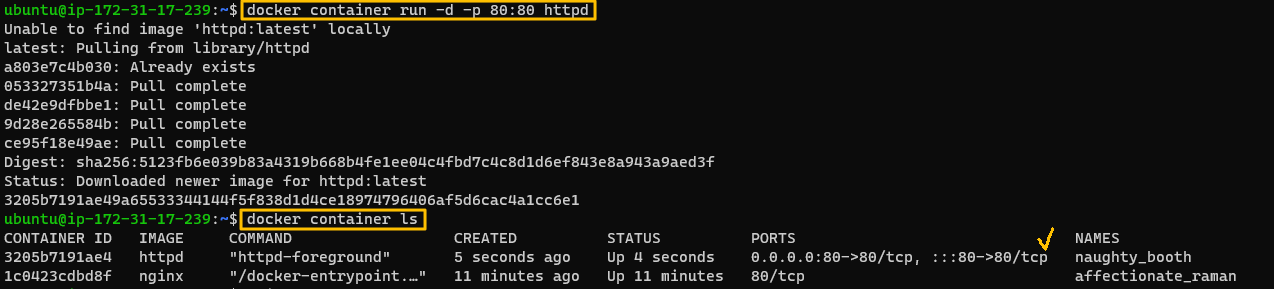 ubuntu@ip-172-31-17-239:~$ docker container run -d -p 80:80 httpd
Unable to find image 'httpd:latest' locally
latest: Pulling from library/httpd
a803e7c4b030: Already exists
053327351b4a: Pull complete
de42e9dfbbe1: Pull complete
9d28e265584b: Pull complete
ce95f18e49ae: Pull complete
Digest: sha256:5123fb6e039b83a4319b668b4fe1ee04c4fbd7c4c8d1d6ef843e8a943a9aed3f
Status: Downloaded newer image for httpd:latest
3205b7191ae49a65533344144f5f838d1d4ce18974796406af5d6cac4a1cc6e1
ubuntu@ip-172-31-17-239:~$ docker container ls
CONTAINER ID   IMAGE     COMMAND                  CREATED          STATUS          PORTS                               NAMES
3205b7191ae4   httpd     "httpd-foreground"       5 seconds ago    Up 4 seconds    0.0.0.0:80->80/tcp, :::80->80/tcp   naughty_booth
1c0423cbd8f   nginx     "/docker-entrypoint.…"   11 minutes ago   Up 11 minutes   80/tcp                              affectionate_raman